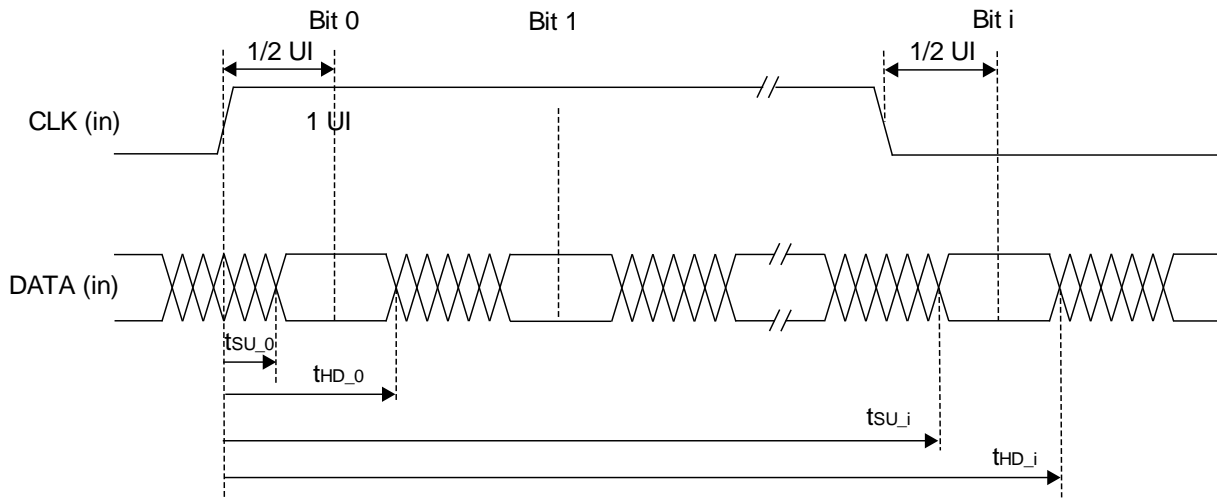 Bit 0 Bit 1 Bit i
1/2 UI 1/2 UI
CLK (in) 1 UI
DATA (in)
tSU_0
tHD_0
tSU_i
tHD_i